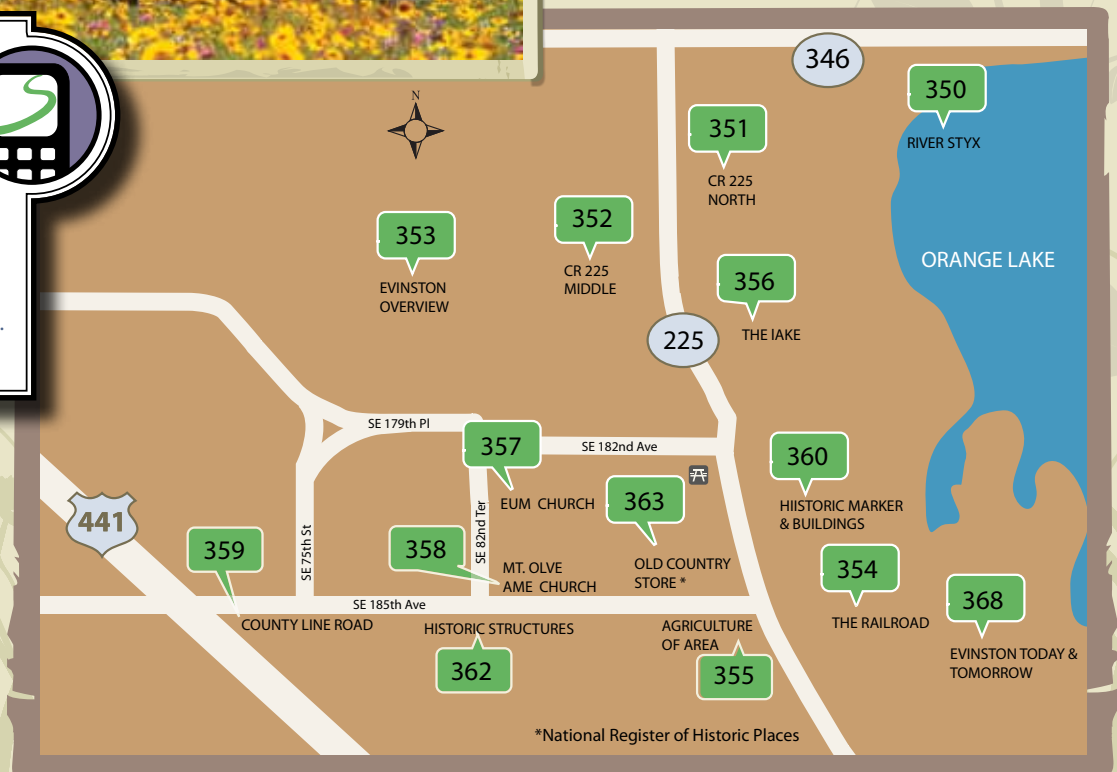 N
346
350
RIVER STYX
351
CR 225
NORTH
352
CR 225
MIDDLE
353
EVINSTON
OVERVIEW
ORANGE LAKE
356
THE lAKE
225
SE 179th Pl
357
EUM CHURCH
SE 182nd Ave
360
HIISTORIC MARKER
& BUILDINGS
363
OLD COUNTRY
STORE *
441
359
COUNTY LINE ROAD
SE 75th St
358
MT. OLVE
AME CHURCH
SE 82nd Ter
354
THE RAILROAD
368
EVINSTON TODAY &
TOMORROW
SE 185th Ave
HISTORIC STRUCTURES
362
AGRICULTURE
OF AREA
355
*National Register of Historic Places